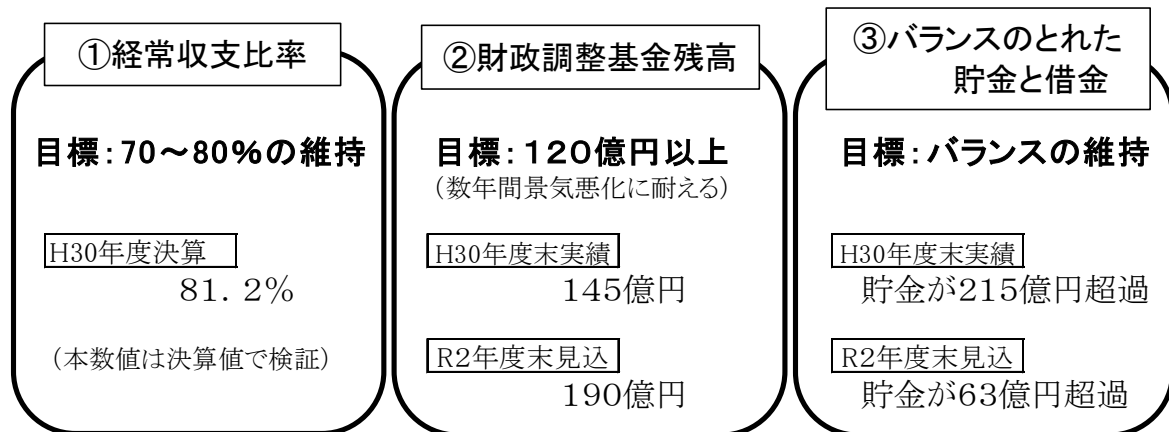 ①経常収支比率
目標：70～80％の維持
H30年度決算
81．2％
（本数値は決算値で検証）
②財政調整基金残高
目標：１２０億円以上
（数年間景気悪化に耐える）
H30年度末実績
145億円
R2年度末見込
190億円
③バランスのとれた
貯金と借金
目標：バランスの維持
H30年度末実績
貯金が215億円超過
R2年度末見込
貯金が63億円超過